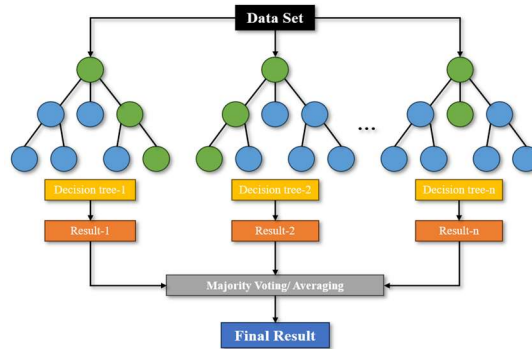 Data Set
...
Decision tree-1
Decision tree-2
Decision tree-n
Result-1
Result-2
Result-n
Majority Voting/ Averaging
Final Result